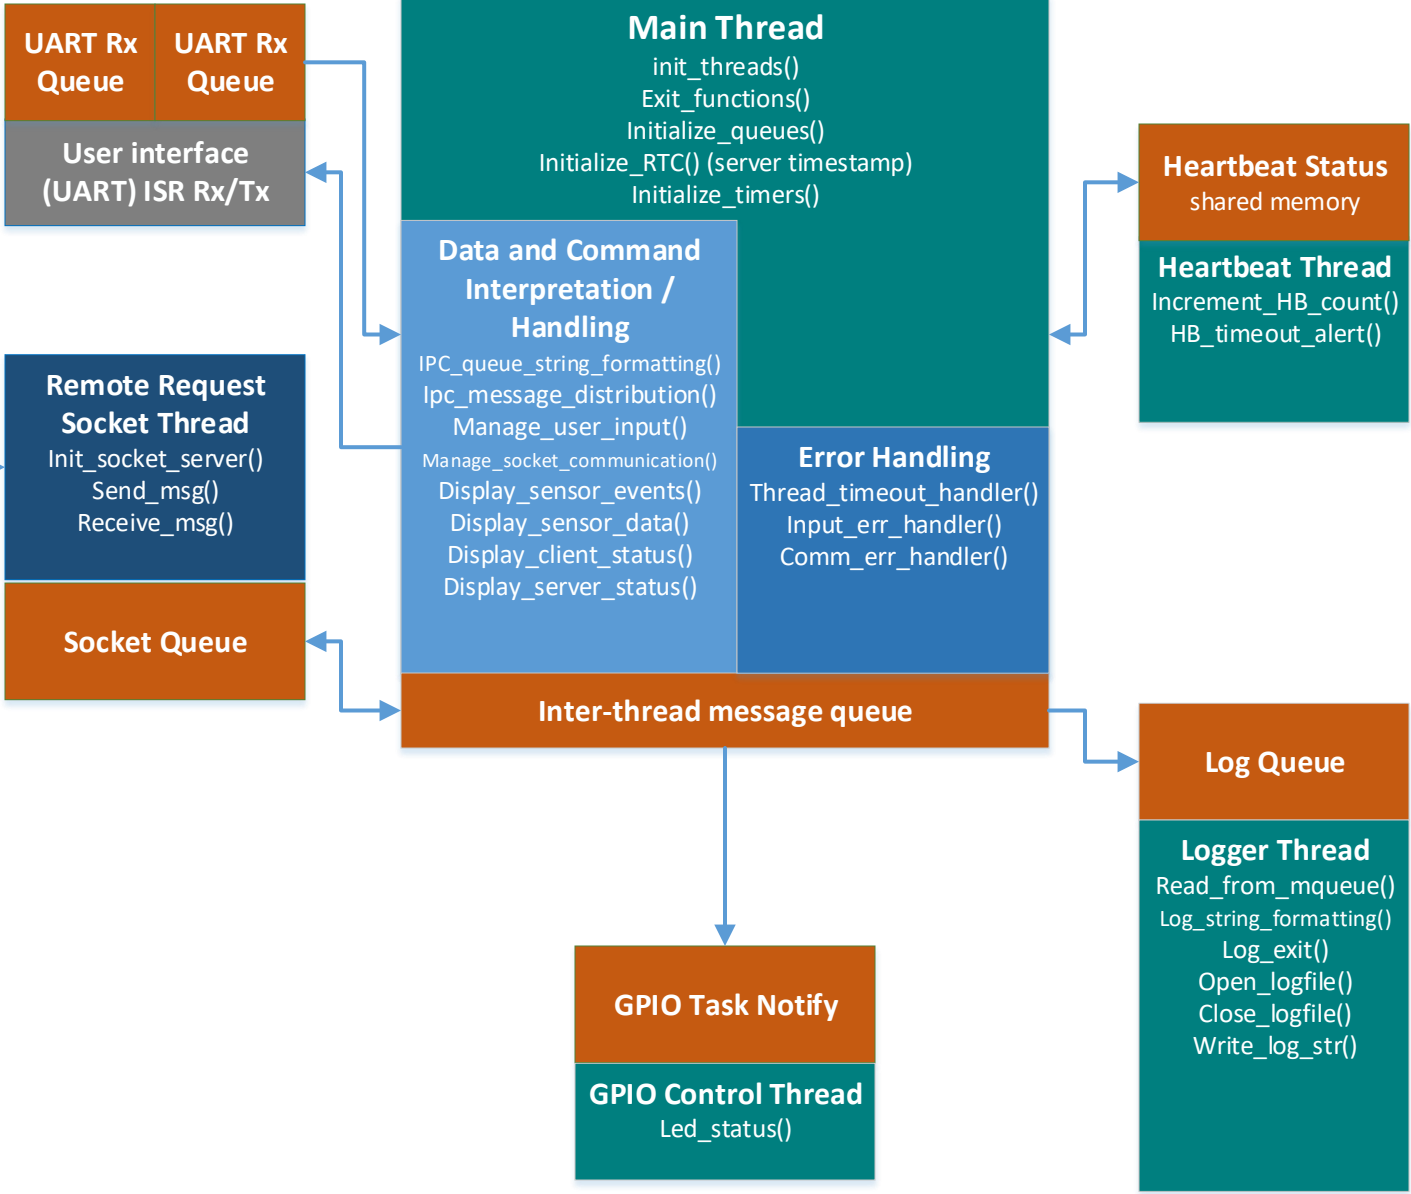 UART Rx
Queue
UART Rx
Queue
User interface
(UART) ISR Rx/Tx
Remote Request
Socket Thread
Init_socket_server()
Send_msg()
Receive_msg()
Socket Queue
Main Thread
init_threads()
Exit_functions()
Initialize_queues()
Initialize_RTC() (server timestamp)
Initialize_timers()
Data and Command
Interpretation /
Handling
IPC_queue_string_formatting()
Ipc_message_distribution()
Manage_user_input()
Manage_socket_communication()
Display_sensor_events()
Display_sensor_data()
Display_client_status()
Display_server_status()
Error Handling
Thread_timeout_handler()
Input_err_handler()
Comm_err_handler()
Inter-thread message queue
Heartbeat Status
shared memory
Heartbeat Thread
Increment_HB_count()
HB_timeout_alert()
Log Queue
Logger Thread
Read_from_mqueue()
Log_string_formatting()
Log_exit()
Open_logfile()
Close_logfile()
Write_log_str()
GPIO Task Notify
GPIO Control Thread
Led_status()